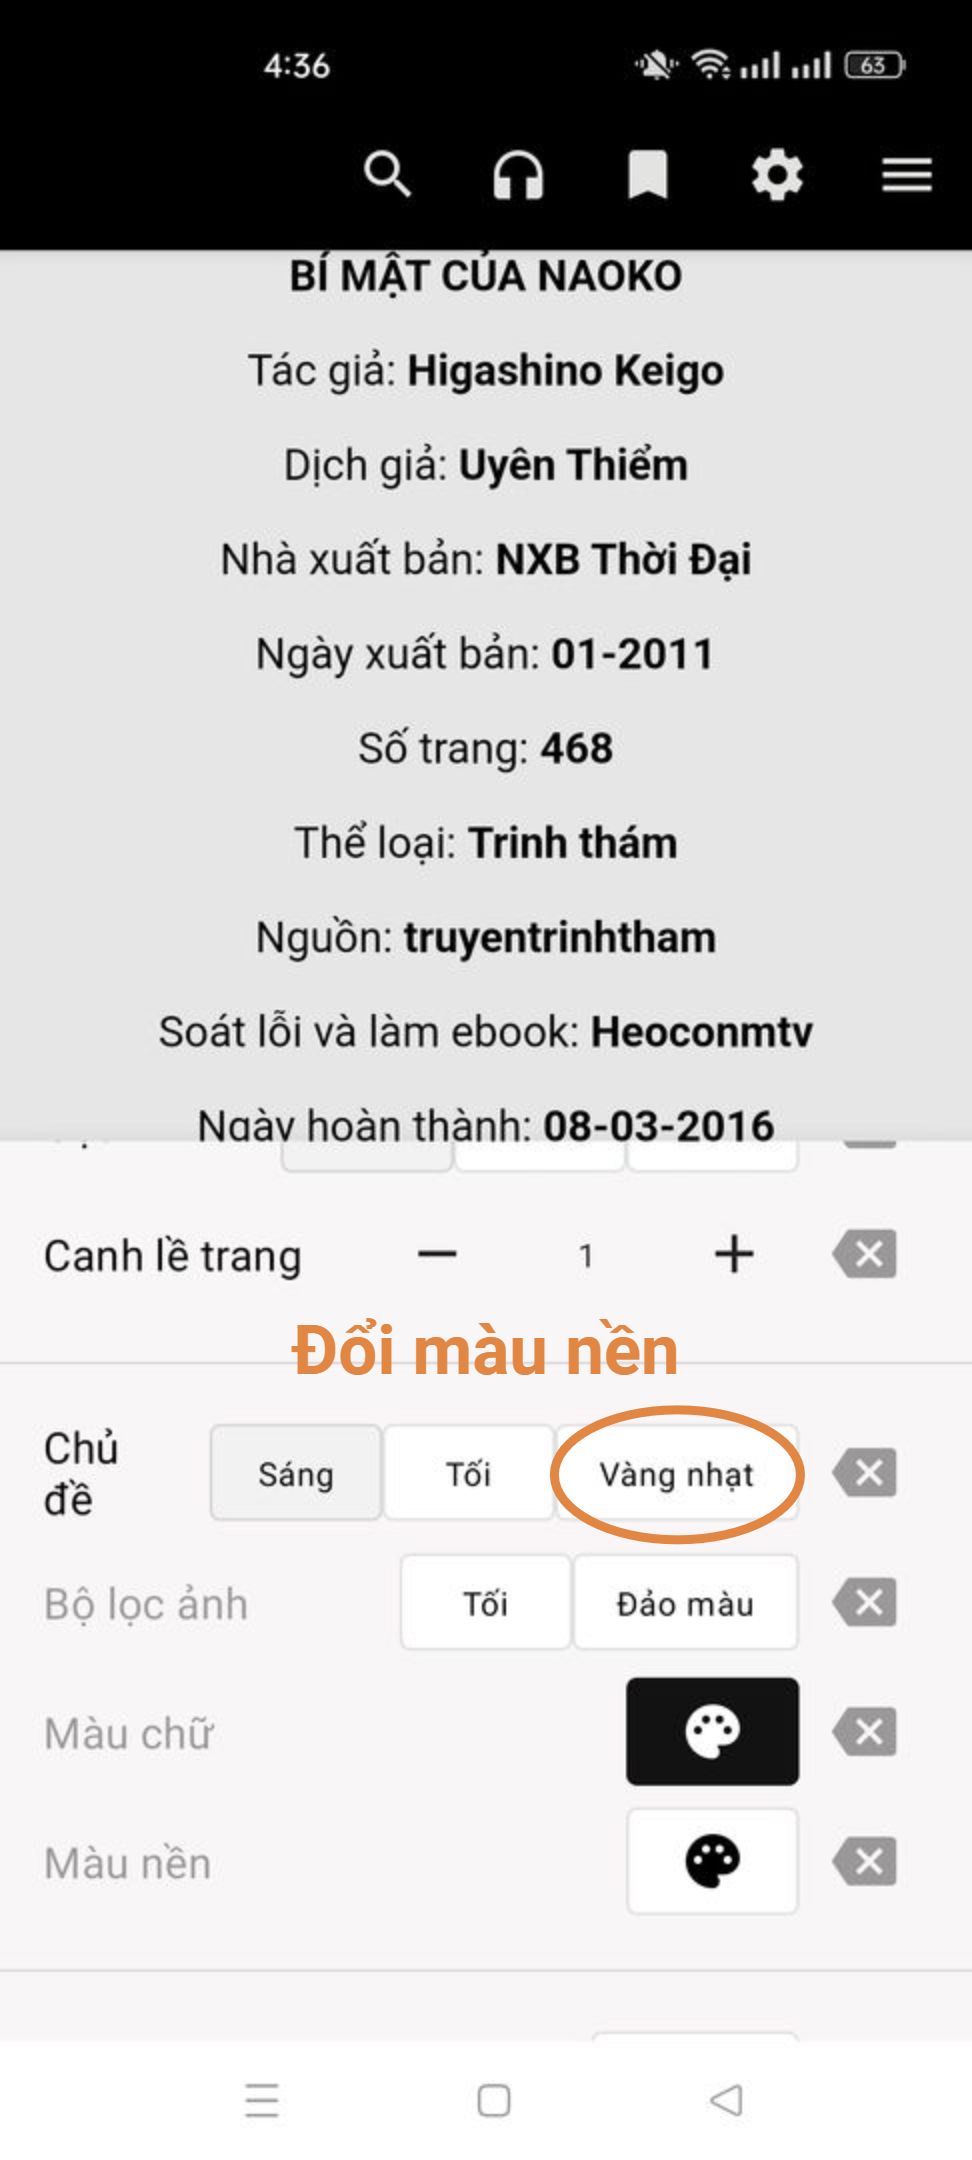 4:36
63
BÍ MẬT CỦA NAOKO
Tác giả: Higashino Keigo
Dịch giả: Uyên Thiểm
Nhà xuất bản: NXB Thời Đại
Ngày xuất bản: 01-2011
Số trang: 468
Thể loại: Trinh thám
Nguồn: truyentrinhtham
Soát lỗi và làm ebook: Heoconmtv
Ngày hoàn thành: 08-03-2016
Canh lề trang 1
Đổi màu nền
Chủ đề Sáng Tối Vàng nhạt
Bộ lọc ảnh Tối Đảo màu
Màu chữ
Màu nền